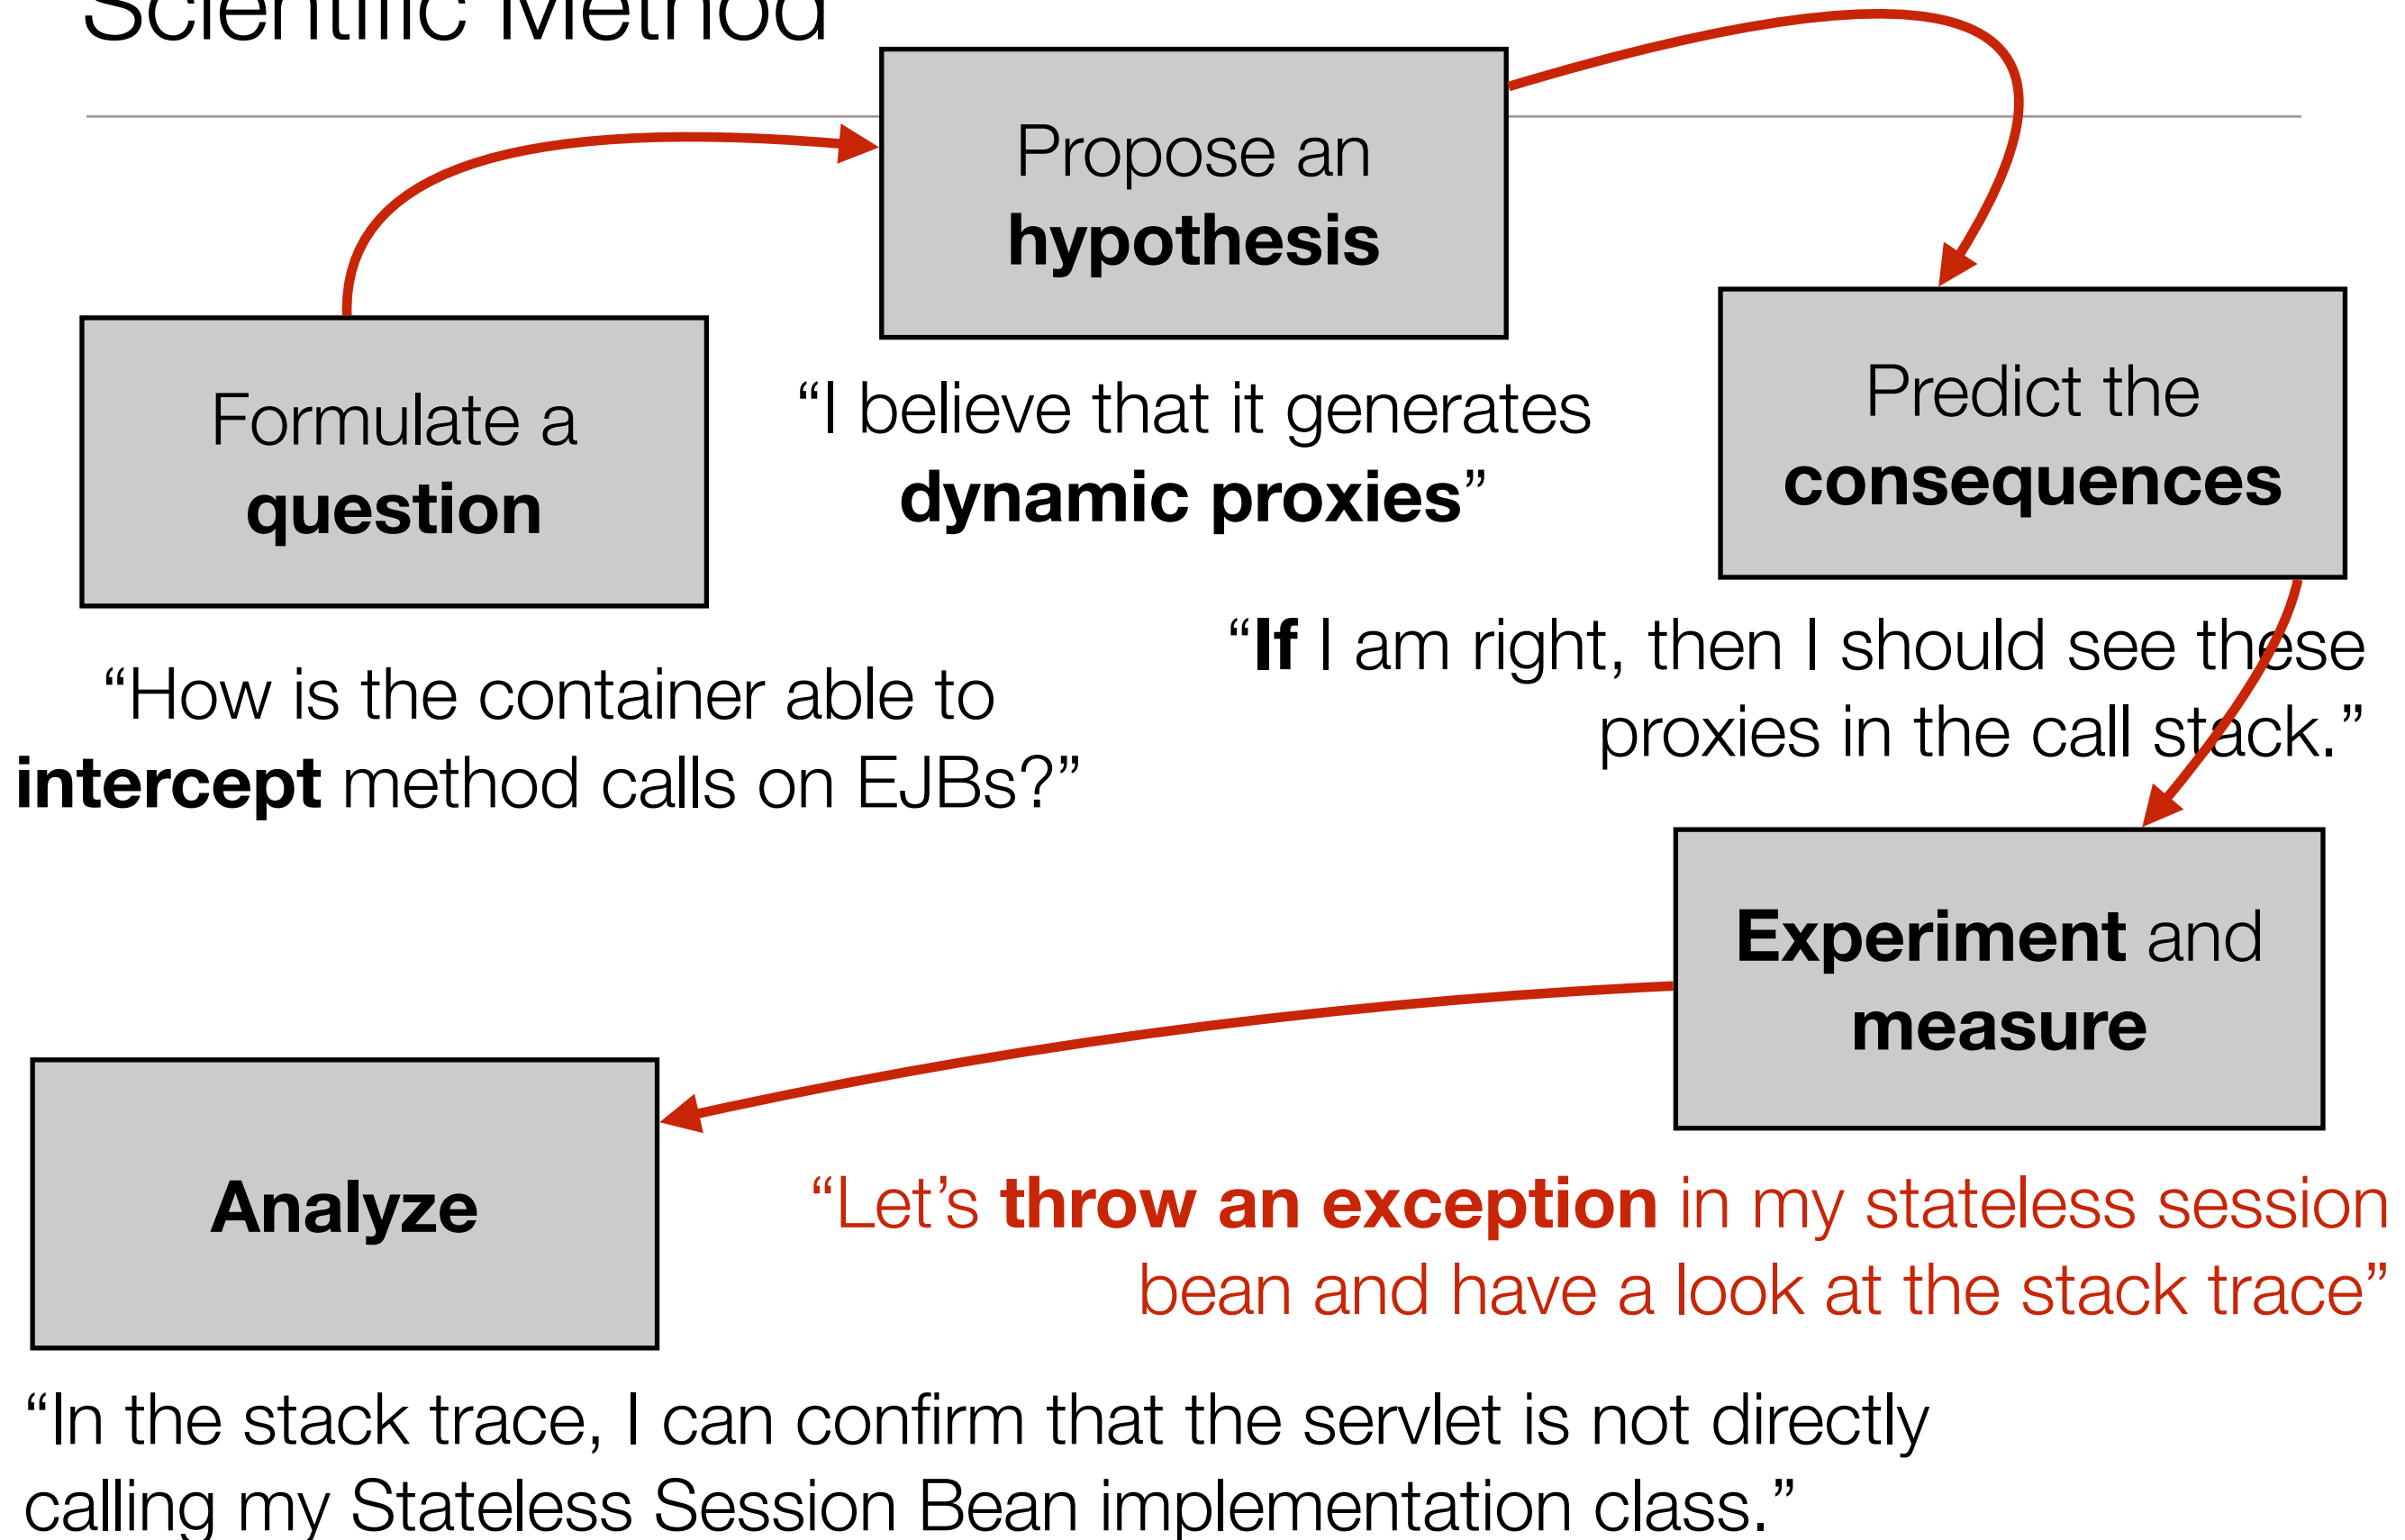 Scientific Method
Propose an
hypothesis
“I believe that it generates
dynamic proxies”
Formulate a
question
“How is the container able to
intercept method calls on EJBs?”
Predict the
consequences
“If I am right, then I should see these
proxies in the call stack.”
Experiment and
measure
“Let’s throw an exception in my stateless session
bean and have a look at the stack trace”
Analyze
“In the stack trace, I can confirm that the servlet is not directly
calling my Stateless Session Bean implementation class.”